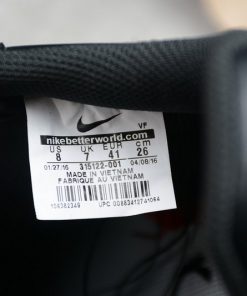 VF
nikebetterworld.com
US UK EUR cm
8 7 41 26
01/27/16 315122-001 04/08/16
MADE IN VIETNAM
FABRIQUE AU VIETNAM
UPC 00883412741064